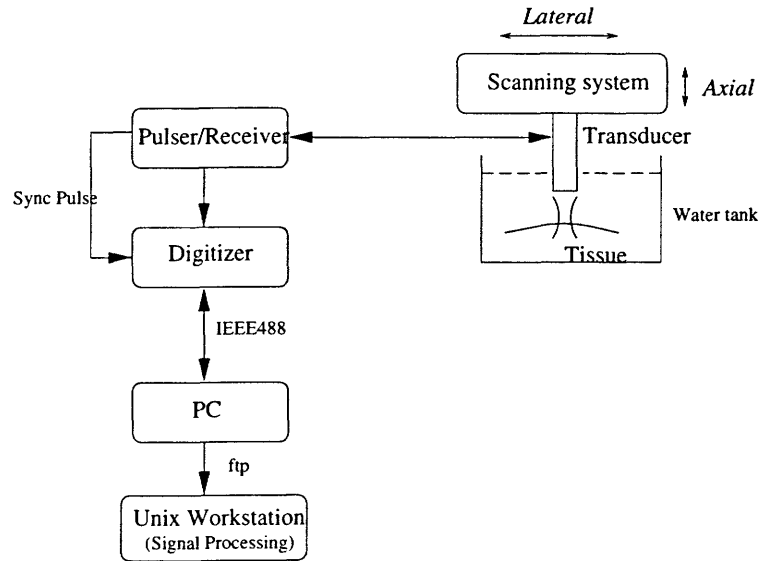 Lateral
Scanning system
Axial
Pulser/Receiver
Transducer
Sync Pulse
Water tank
Digitizer
Tissue
IEEE488
PC
ftp
Unix Workstation
(Signal Processing)